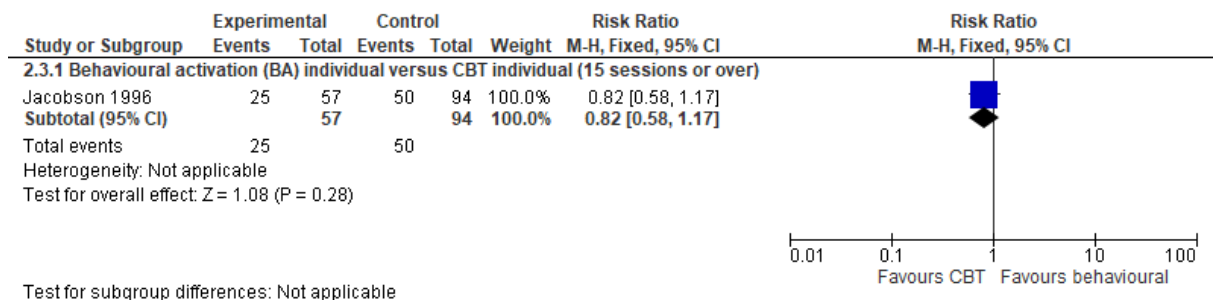 Experimental Control Risk Ratio Risk Ratio
Study or Subgroup Events Total Events Total Weight M-H, Fixed, 95% CI M-H, Fixed, 95% CI
2.3.1 Behavioural activation (BA) individual versus CBT individual (15 sessions or over)
Jacobson 1996 25 57 50 94 100.0% 0.82 [0.58, 1.17]
Subtotal (95% CI) 57 94 100.0% 0.82 [0.58, 1.17]
Total events 25 50
Heterogeneity: Not applicable
Test for overall effect: Z = 1.08 (P = 0.28)
0.01 0.1 1 10 100
Favours CBT Favours behavioural
Test for subgroup differences: Not applicable